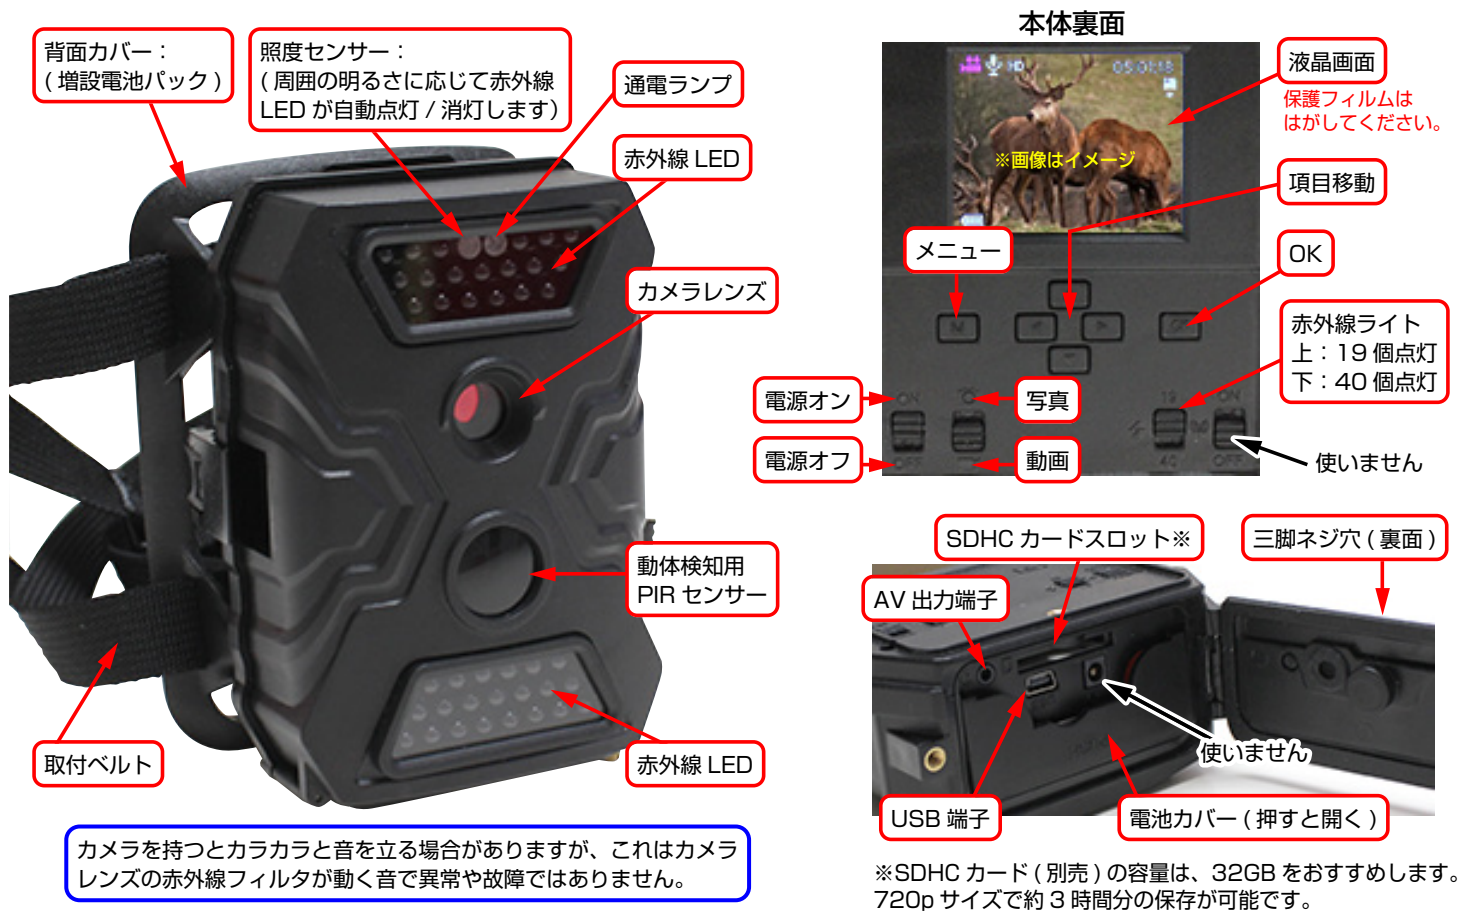 背面カバー：
( 増設電池パック )
照度センサー：
( 周囲の明るさに応じて赤外線
LED が自動点灯 / 消灯します)
通電ランプ
赤外線 LED
カメラレンズ
動体検知用
PIR センサー
赤外線 LED
取付ベルト
カメラを持つとカラカラと音を立る場合がありますが、これはカメラ
レンズの赤外線フィルタが動く音で異常や故障ではありません。
本体裏面
HD
05:01:18
※画像はイメージ
液晶画面
保護フィルムは
はがしてください。
項目移動
メニュー
OK
M
OK
赤外線ライト
上：19 個点灯
下：40 個点灯
電源オン
ON
写真
19
ON
電源オフ
OFF
動画
40
OFF
使いません
SDHC カードスロット※
三脚ネジ穴 ( 裏面 )
AV 出力端子
使いません
USB 端子
電池カバー ( 押すと開く )
※SDHC カード ( 別売 ) の容量は、32GB をおすすめします。
720p サイズで約 3 時間分の保存が可能です。